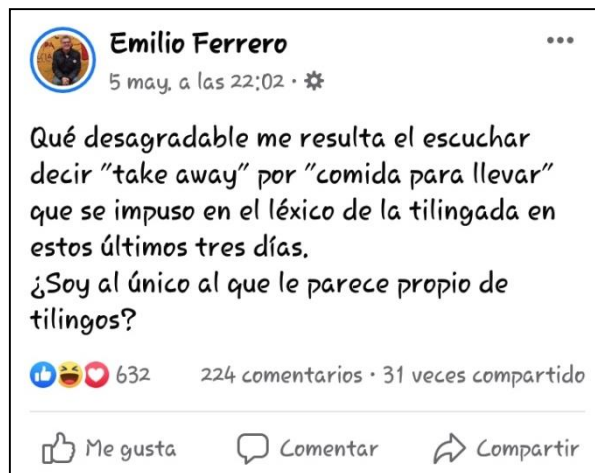 Emilio Ferrero
5 may. a las 22:02 ·
Qué desagradable me resulta el escuchar
decir "take away" por "comida para llevar"
que se impuso en el léxico de la tilingada en
estos últimos tres días.
¿Soy al único al que le parece propio de
tilingos?
632 224 comentarios · 31 veces compartido
Me gusta Comentar Compartir